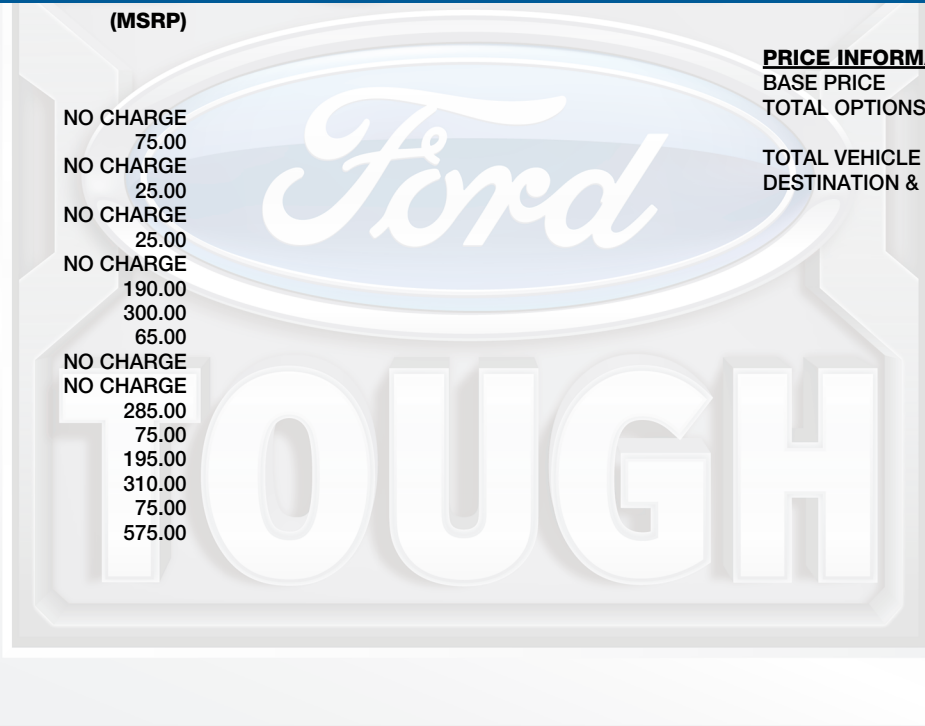 (MSRP)
NO CHARGE
75.00
NO CHARGE
25.00
NO CHARGE
25.00
NO CHARGE
190.00
300.00
65.00
NO CHARGE
NO CHARGE
285.00
75.00
195.00
310.00
75.00
575.00
PRICE INFORMA
BASE PRICE
TOTAL OPTIONS
TOTAL VEHICLE
DESTINATION &
Ford
TOUGH